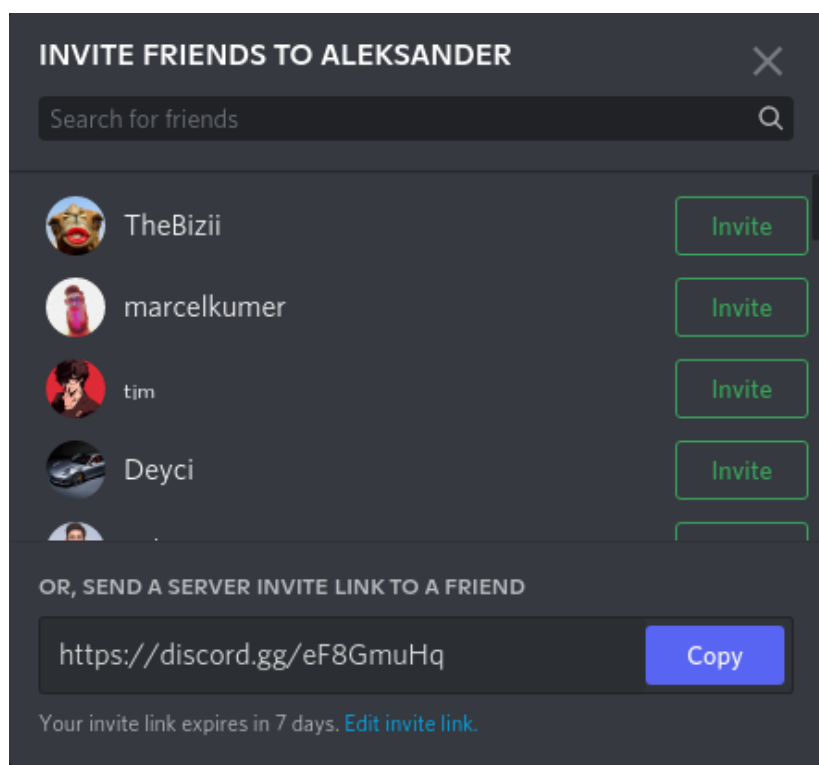 INVITE FRIENDS TO ALEKSANDER
Search for friends
TheBizii Invite
marcelkumer Invite
tjm Invite
Deyci Invite
OR, SEND A SERVER INVITE LINK TO A FRIEND
https://discord.gg/eF8GmuHq Copy
Your invite link expires in 7 days. Edit invite link.